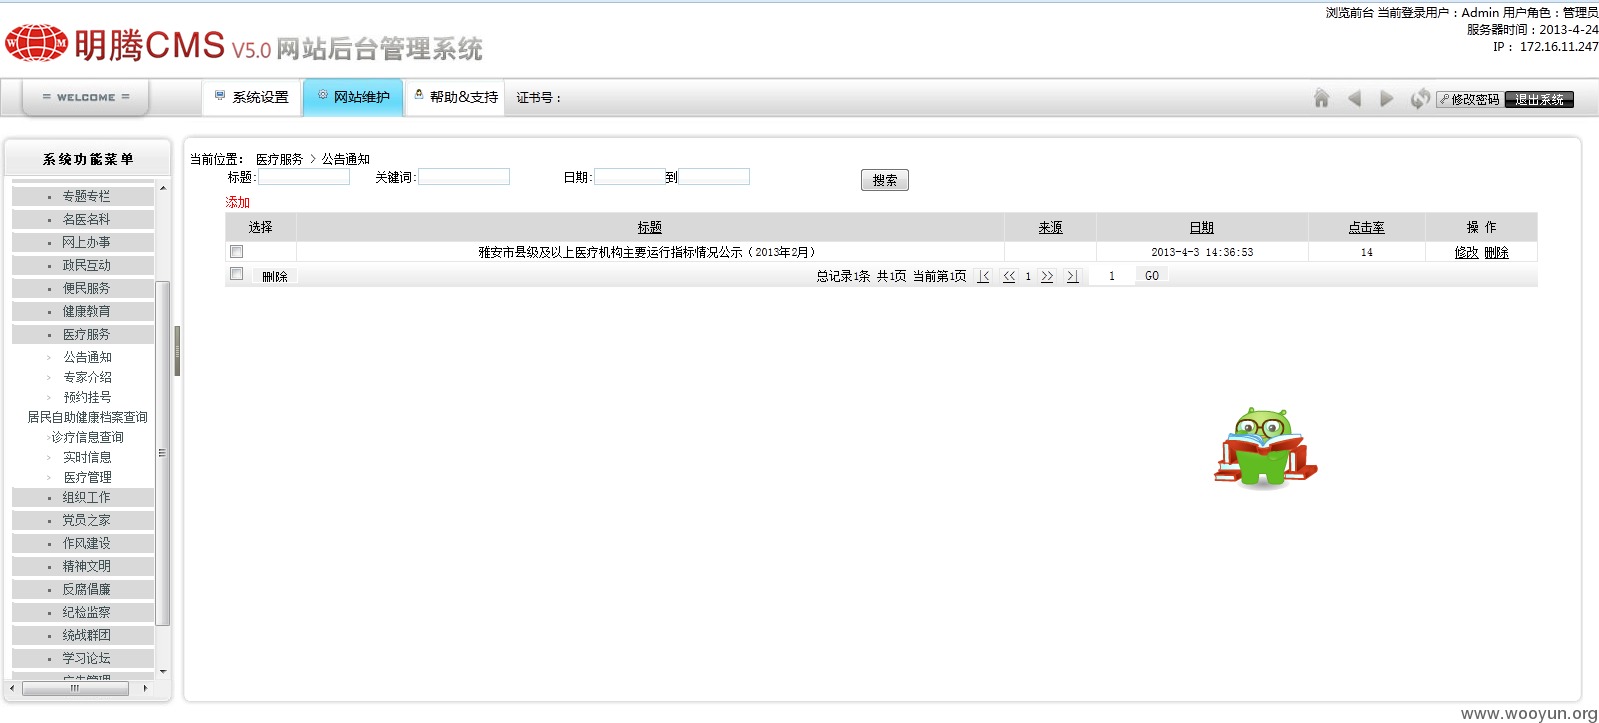 浏览前台 当前登录用户：Admin 用户角色：管理员
服务器时间：2013-4-24
IP： 172.16.11.247
明腾CMS V5.0 网站后台管理系统
= WELCOME =
系统设置
网站维护
帮助&支持
证书号：
修改密码
退出系统
系统功能菜单
专题专栏
名医名科
网上办事
政民互动
便民服务
健康教育
医疗服务
公告通知
专家介绍
预约挂号
居民自助健康档案查询
诊疗信息查询
实时信息
医疗管理
组织工作
党员之家
作风建设
精神文明
反腐倡廉
纪检监察
统战群团
学习论坛
当前位置： 医疗服务 > 公告通知
标题: 关键词: 日期: 到 搜索
添加
选择 标题 来源 日期 点击率 操 作
雅安市县级及以上医疗机构主要运行指标情况公示（2013年2月） 2013-4-3 14:36:53 14 修改 删除
删除 总记录1条 共1页 当前第1页 |< << 1 >> >| 1 GO
www.wooyun.org